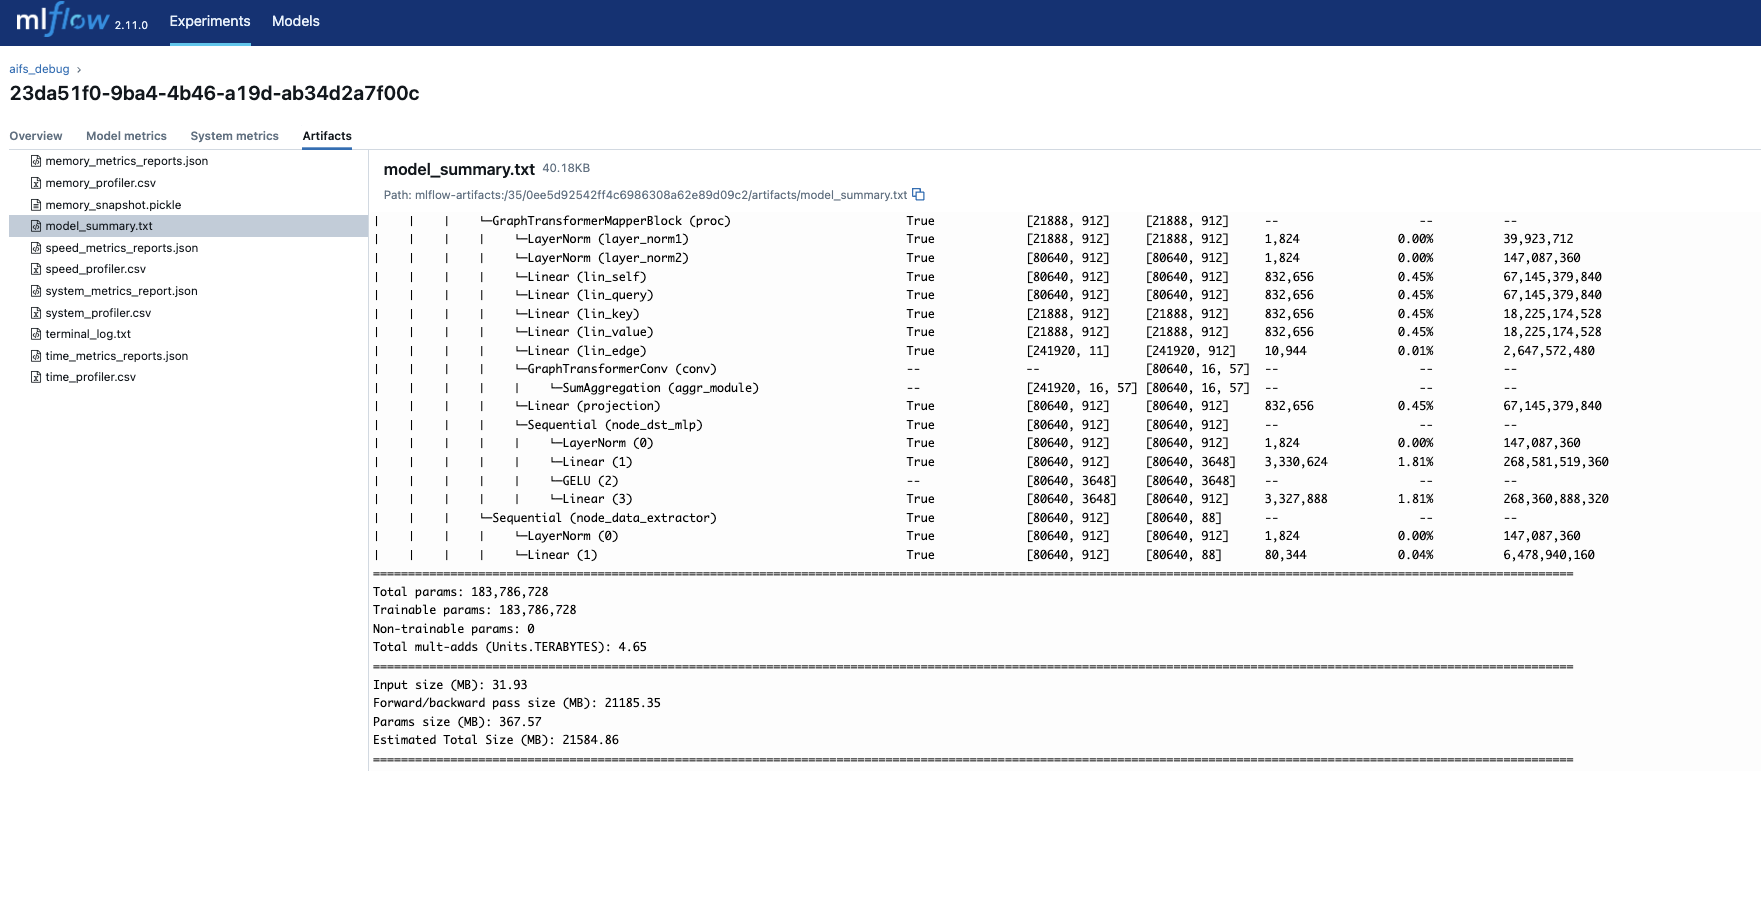 mlflow 2.11.0 Experiments Models
aifs_debug ›
23da51f0-9ba4-4b46-a19d-ab34d2a7f00c
Overview Model metrics System metrics Artifacts
memory_metrics_reports.json
memory_profiler.csv
memory_snapshot.pickle
model_summary.txt
speed_metrics_reports.json
speed_profiler.csv
system_metrics_report.json
system_profiler.csv
terminal_log.txt
time_metrics_reports.json
time_profiler.csv
model_summary.txt 40.18KB
Path: mlflow-artifacts:/35/0ee5d92542ff4c6986308a62e89d09c2/artifacts/model_summary.txt
| | | └─GraphTransformerMapperBlock (proc) True [21888, 912] [21888, 912] -- -- --
| | | | └─LayerNorm (layer_norm1) True [21888, 912] [21888, 912] 1,824 0.00% 39,923,712
| | | | └─LayerNorm (layer_norm2) True [80640, 912] [80640, 912] 1,824 0.00% 147,087,360
| | | | └─Linear (lin_self) True [80640, 912] [80640, 912] 832,656 0.45% 67,145,379,840
| | | | └─Linear (lin_query) True [80640, 912] [80640, 912] 832,656 0.45% 67,145,379,840
| | | | └─Linear (lin_key) True [21888, 912] [21888, 912] 832,656 0.45% 18,225,174,528
| | | | └─Linear (lin_value) True [21888, 912] [21888, 912] 832,656 0.45% 18,225,174,528
| | | | └─Linear (lin_edge) True [241920, 11] [241920, 912] 10,944 0.01% 2,647,572,480
| | | | └─GraphTransformerConv (conv) -- -- [80640, 16, 57] -- -- --
| | | | | └─SumAggregation (aggr_module) -- [241920, 16, 57] [80640, 16, 57] -- -- --
| | | | └─Linear (projection) True [80640, 912] [80640, 912] 832,656 0.45% 67,145,379,840
| | | | └─Sequential (node_dst_mlp) True [80640, 912] [80640, 912] -- -- --
| | | | | └─LayerNorm (0) True [80640, 912] [80640, 912] 1,824 0.00% 147,087,360
| | | | | └─Linear (1) True [80640, 912] [80640, 3648] 3,330,624 1.81% 268,581,519,360
| | | | | └─GELU (2) -- [80640, 3648] [80640, 3648] -- -- --
| | | | | └─Linear (3) True [80640, 3648] [80640, 912] 3,327,888 1.81% 268,360,888,320
| | | └─Sequential (node_data_extractor) True [80640, 912] [80640, 88] -- -- --
| | | | └─LayerNorm (0) True [80640, 912] [80640, 912] 1,824 0.00% 147,087,360
| | | | └─Linear (1) True [80640, 912] [80640, 88] 80,344 0.04% 6,478,940,160
Total params: 183,786,728
Trainable params: 183,786,728
Non-trainable params: 0
Total mult-adds (Units.TERABYTES): 4.65
Input size (MB): 31.93
Forward/backward pass size (MB): 21185.35
Params size (MB): 367.57
Estimated Total Size (MB): 21584.86